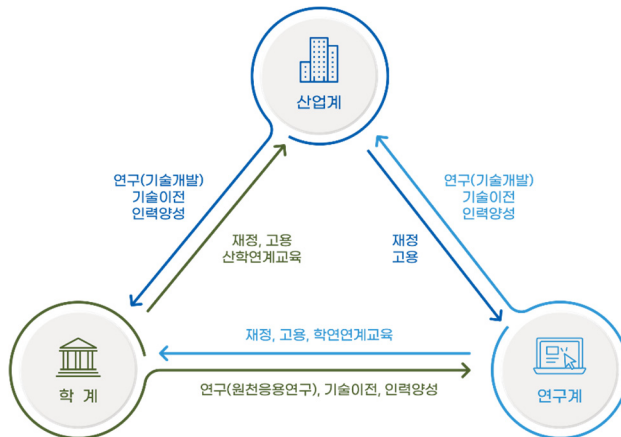 산업계
연구(기술개발)
기술이전
인력양성
연구(기술개발)
기술이전
인력양성
재정, 고용
산학연계교육
재정
고용
재정, 고용, 학연연계교육
학 계
연구(원천응용연구), 기술이전, 인력양성
연구계